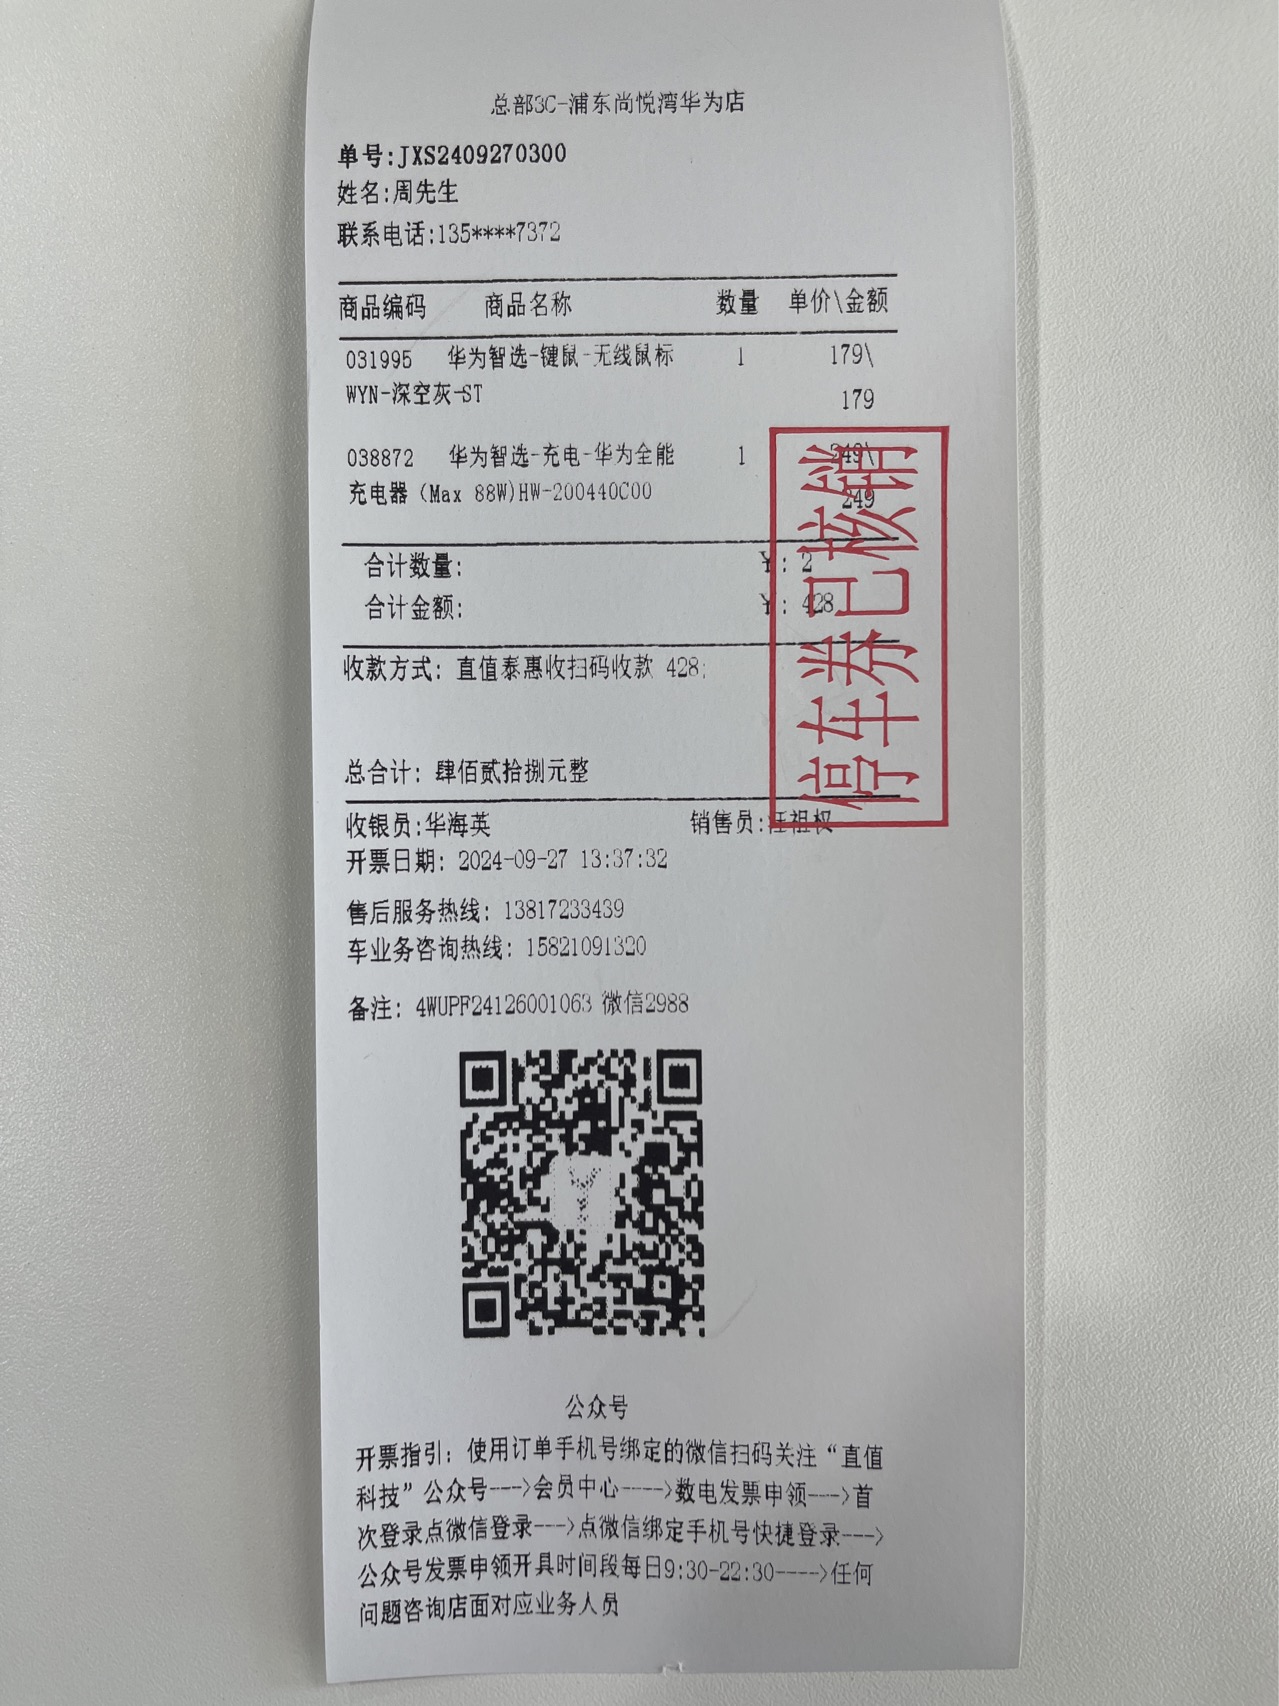 总部3C-浦东尚悦湾华为店
单号:JXS2409270300
姓名:周先生
联系电话:135****7372
商品编码 商品名称 数量 单价\金额
031995 华为智选-键鼠-无线鼠标 1 179\
WYN-深空灰-ST 179
038872 华为智选-充电-华为全能 1 249\
充电器(Max 88W)HW-200440C00 249
合计数量: ¥: 2
合计金额: ¥: 428
收款方式: 直值泰惠收扫码收款 428;
停车券已核销
总合计: 肆佰贰拾捌元整
收银员:华海英 销售员:汪祖权
开票日期: 2024-09-27 13:37:32
售后服务热线: 13817233439
车业务咨询热线: 15821091320
备注: 4WUPF24126001063 微信2988
公众号
开票指引: 使用订单手机号绑定的微信扫码关注“直值
科技”公众号--->会员中心---->数电发票申领--->首
次登录点微信登录--->点微信绑定手机号快捷登录--->
公众号发票申领开具时间段每日9:30-22:30---->任何
问题咨询店面对应业务人员